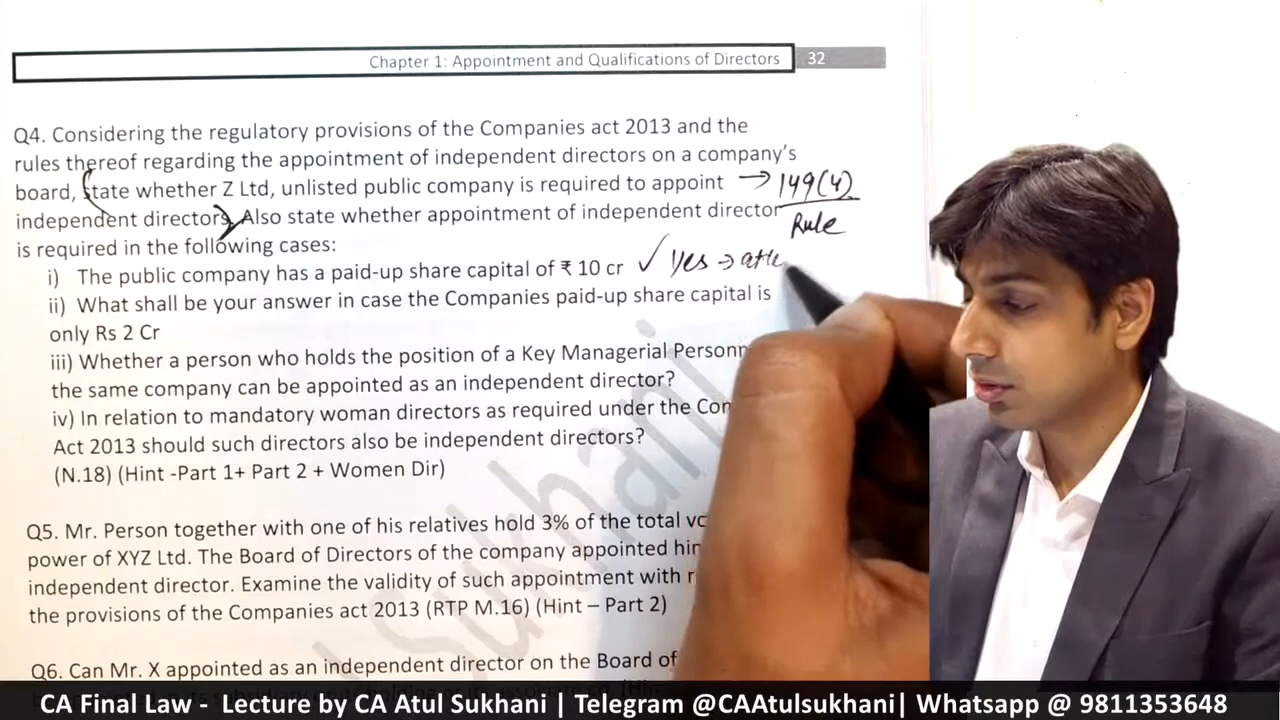 Chapter 1: Appointment and Qualifications of Directors 32
Q4. Considering the regulatory provisions of the Companies act 2013 and the
rules thereof regarding the appointment of independent directors on a company's
board, state whether Z Ltd, unlisted public company is required to appoint → 149(4)
independent directors. Also state whether appointment of independent director
Rule
is required in the following cases:
i) The public company has a paid-up share capital of ₹ 10 cr ✓ Yes → atle
ii) What shall be your answer in case the Companies paid-up share capital is
only Rs 2 Cr
iii) Whether a person who holds the position of a Key Managerial Personn
the same company can be appointed as an independent director?
iv) In relation to mandatory woman directors as required under the Con
Act 2013 should such directors also be independent directors?
(N.18) (Hint -Part 1+ Part 2 + Women Dir)
Q5. Mr. Person together with one of his relatives hold 3% of the total vo
power of XYZ Ltd. The Board of Directors of the company appointed him
independent director. Examine the validity of such appointment with r
the provisions of the Companies act 2013 (RTP M.16) (Hint – Part 2)
Q6. Can Mr. X appointed as an independent director on the Board of
Sukhani
CA Final Law - Lecture by CA Atul Sukhani | Telegram @CAAtulsukhani| Whatsapp @ 9811353648